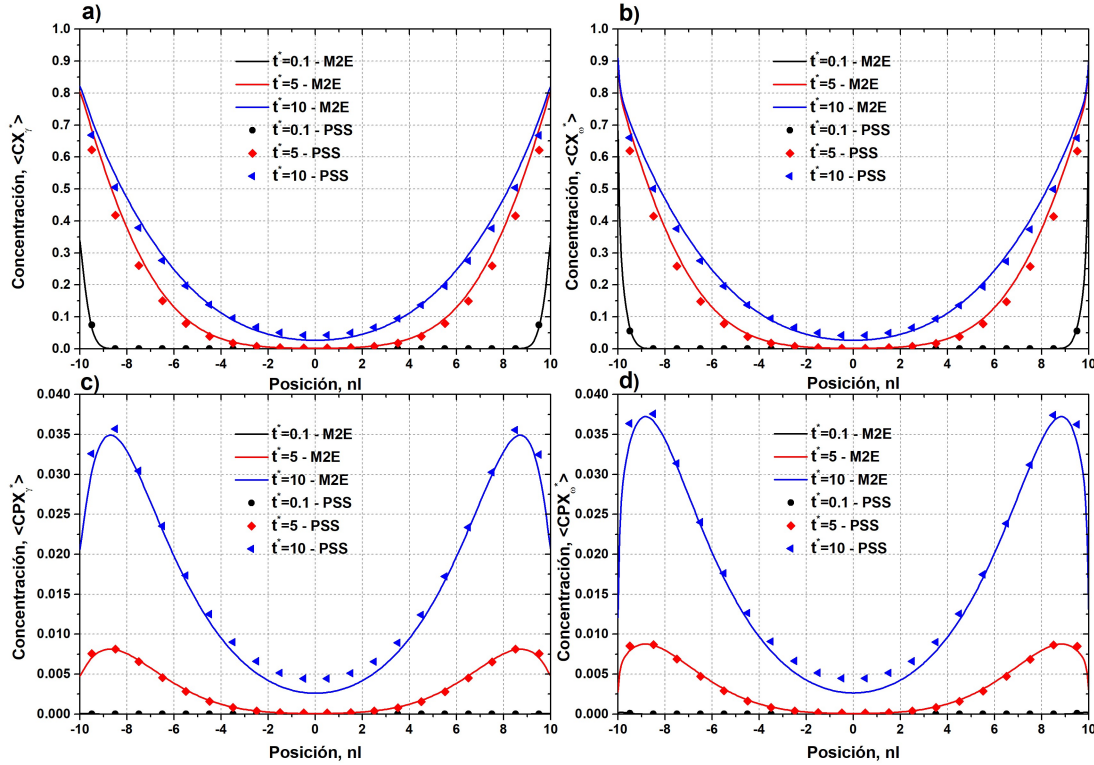 a)
Concentración, <CX*γ>
1.0
0.9
0.8
0.7
0.6
0.5
0.4
0.3
0.2
0.1
0.0
t*=0.1 - M2E
t*=5 - M2E
t*=10 - M2E
t*=0.1 - PSS
t*=5 - PSS
t*=10 - PSS
-10 -8 -6 -4 -2 0 2 4 6 8 10
Posición, nl
b)
Concentración, <CX*ω>
1.0
0.9
0.8
0.7
0.6
0.5
0.4
0.3
0.2
0.1
0.0
t*=0.1 - M2E
t*=5 - M2E
t*=10 - M2E
t*=0.1 - PSS
t*=5 - PSS
t*=10 - PSS
-10 -8 -6 -4 -2 0 2 4 6 8 10
Posición, nl
c)
Concentración, <CPX*γ>
0.040
0.035
0.030
0.025
0.020
0.015
0.010
0.005
0.000
t*=0.1 - M2E
t*=5 - M2E
t*=10 - M2E
t*=0.1 - PSS
t*=5 - PSS
t*=10 - PSS
-10 -8 -6 -4 -2 0 2 4 6 8 10
Posición, nl
d)
Concentración, <CPX*ω>
0.040
0.035
0.030
0.025
0.020
0.015
0.010
0.005
0.000
t*=0.1 - M2E
t*=5 - M2E
t*=10 - M2E
t*=0.1 - PSS
t*=5 - PSS
t*=10 - PSS
-10 -8 -6 -4 -2 0 2 4 6 8 10
Posición, nl